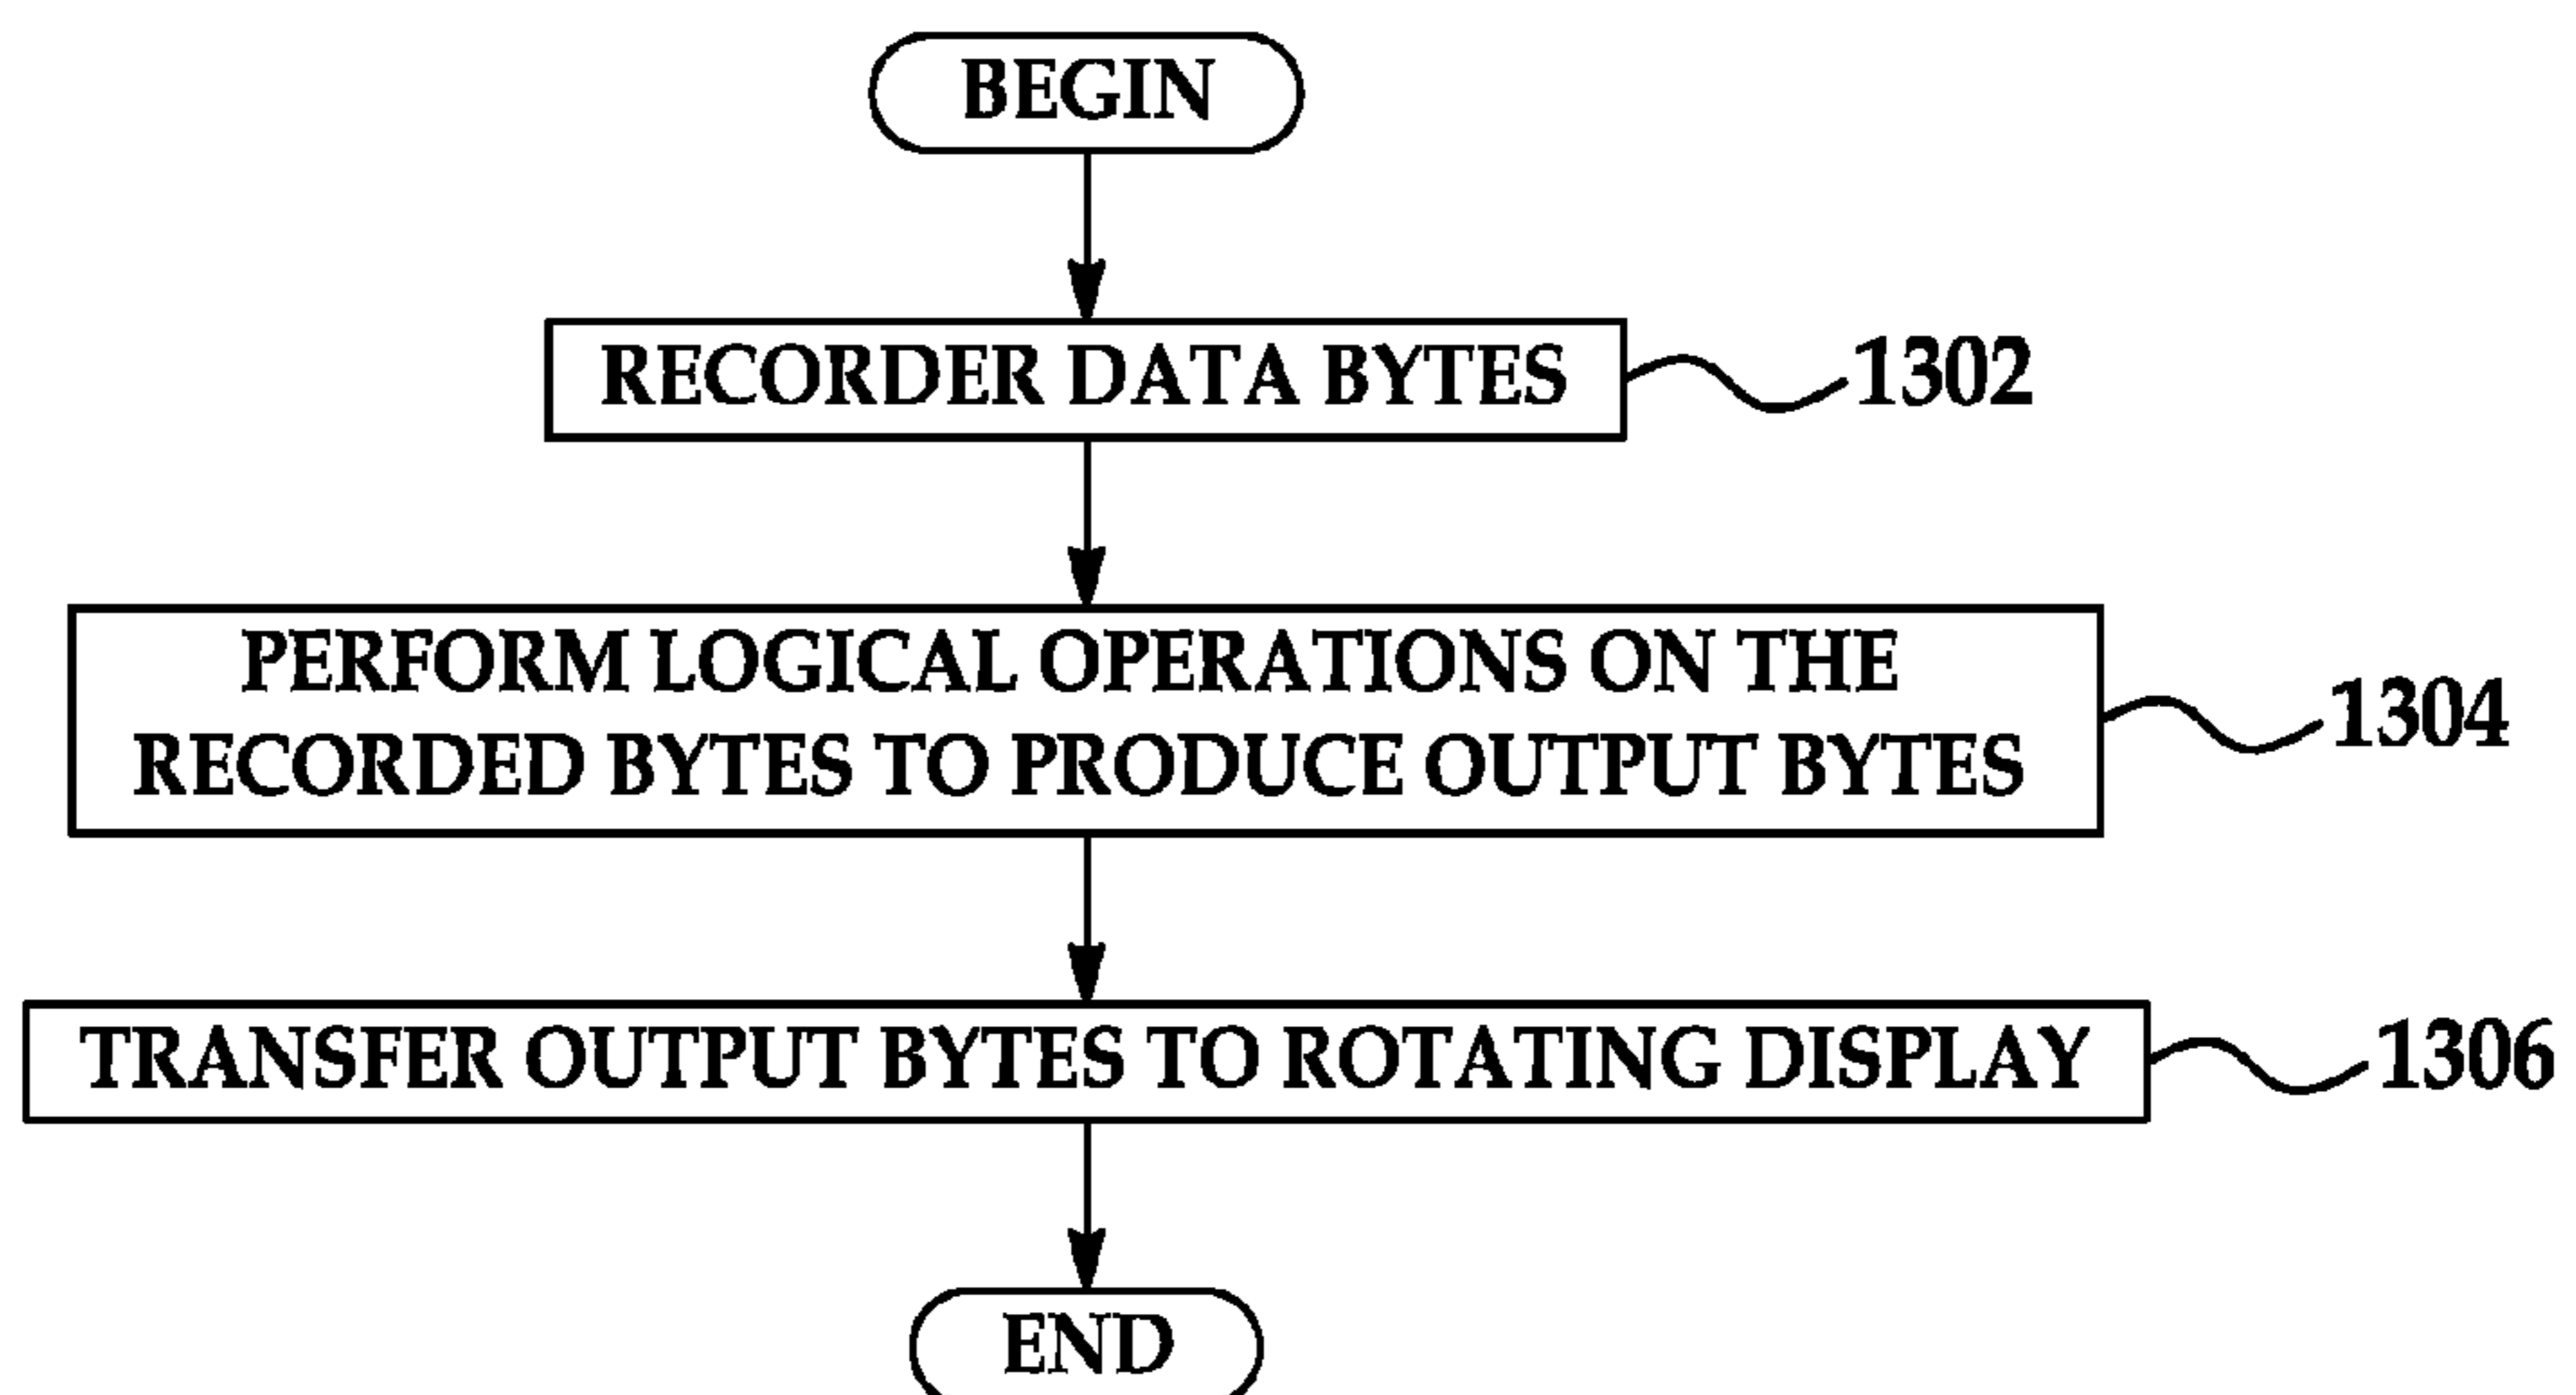 BEGIN
RECORDER DATA BYTES
1302
PERFORM LOGICAL OPERATIONS ON THE
RECORDED BYTES TO PRODUCE OUTPUT BYTES
1304
TRANSFER OUTPUT BYTES TO ROTATING DISPLAY
1306
END